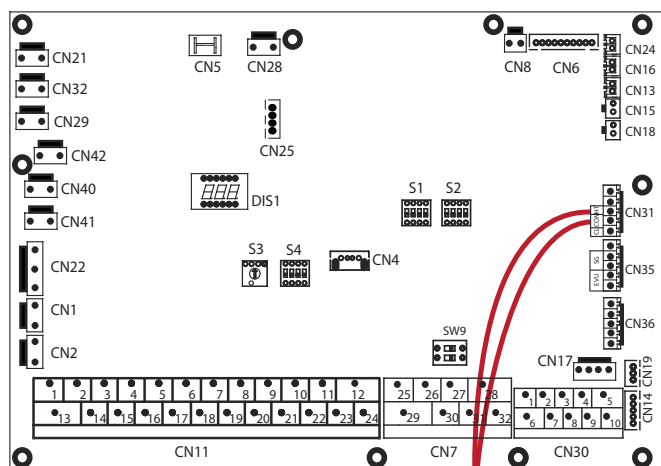 CN21
CN32
CN29
CN42
CN40
CN41
CN22
CN1
CN2
CN5
CN28
CN25
DIS1
S1 S2
S3 S4
CN4
SW9
CN8 CN6
CN24
CN16
CN13
CN15
CN18
CN31
CN35
SG
EVU
CN36
CN17
CN19
CN14
1 2 3 4 5 6 7 8 9 10 11 12
13 14 15 16 17 18 19 20 21 22 23 24
CN11
25 26 27 28
29 30 31 32
CN7
1 2 3 4 5
6 7 8 9 10
CN30